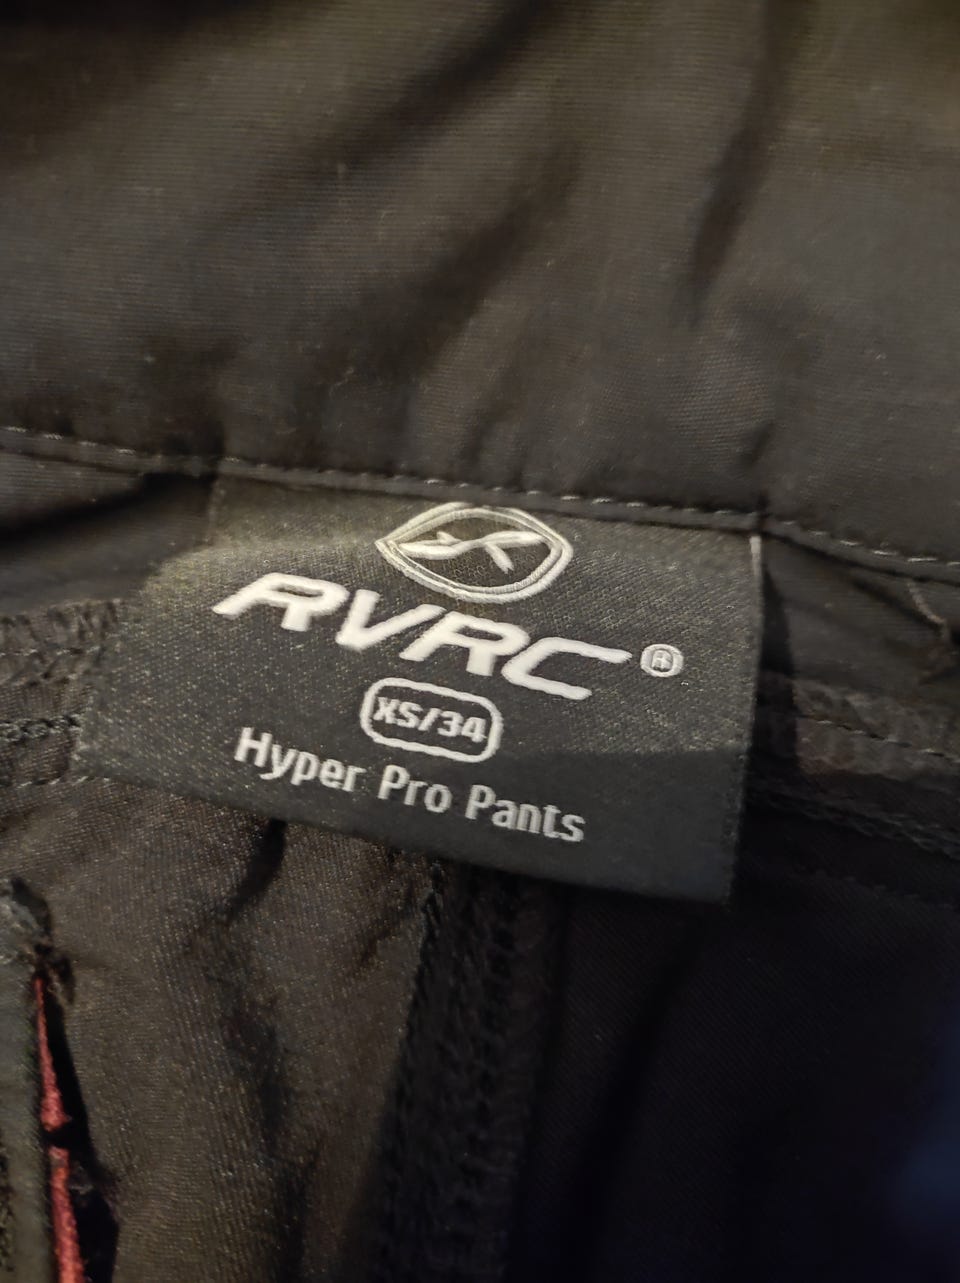 RVRC®
XS/34
Hyper Pro Pants